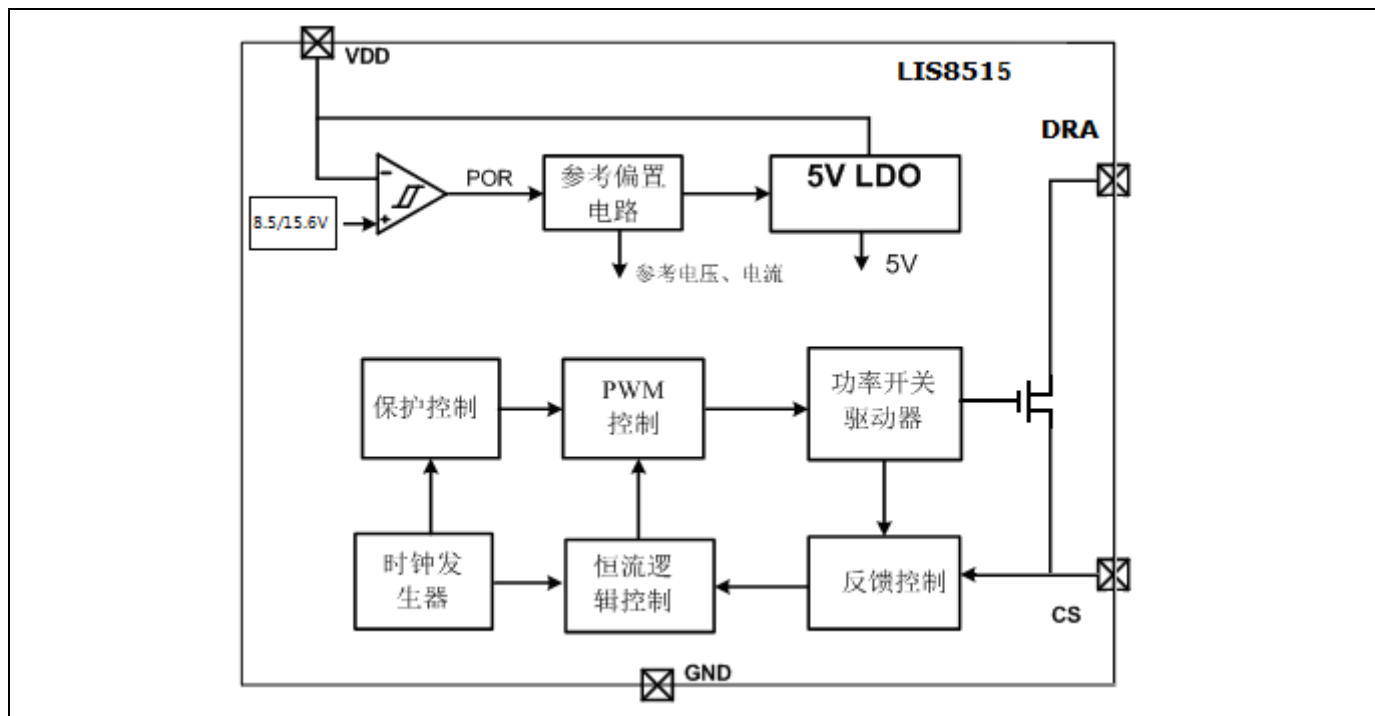 VDD
LIS8515
DRA
8.5/15.6V
POR
参考偏置
电路
5V LDO
参考电压、电流
5V
保护控制
PWM
控制
功率开关
驱动器
时钟发
生器
恒流逻
辑控制
反馈控制
CS
GND